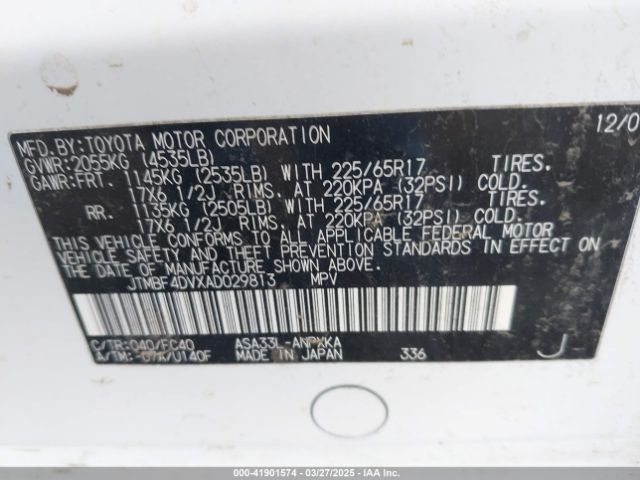 MFD.BY:TOYOTA MOTOR CORPORATION 12/0
GVWR:2055KG (4535LB)
GAWR:FRT. 1145KG (2535LB) WITH 225/65R17 TIRES.
17X6 1/2J RIMS. AT 220KPA (32PSI) COLD.
RR. 1135KG (2505LB) WITH 225/65R17 TIRES.
17X6 1/2J RIMS. AT 220KPA (32PSI) COLD.
THIS VEHICLE CONFORMS TO ALL APPLICABLE FEDERAL MOTOR
VEHICLE SAFETY AND THEFT PREVENTION STANDARDS IN EFFECT ON
THE DATE OF MANUFACTURE SHOWN ABOVE.
JTMBF4DVXAD029813 MPV
C/TR:040/FC40 ASA33L-ANPXKA
A/TM: /U140F MADE IN JAPAN 336 J
000-41901574 | 03/27/2025 | IAA Inc.